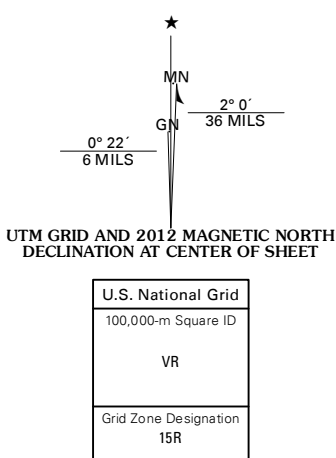 ★
MN
GN
2° 0´
36 MILS
0° 22´
6 MILS
UTM GRID AND 2012 MAGNETIC NORTH
DECLINATION AT CENTER OF SHEET
U.S. National Grid
100,000-m Square ID
VR
Grid Zone Designation
15R